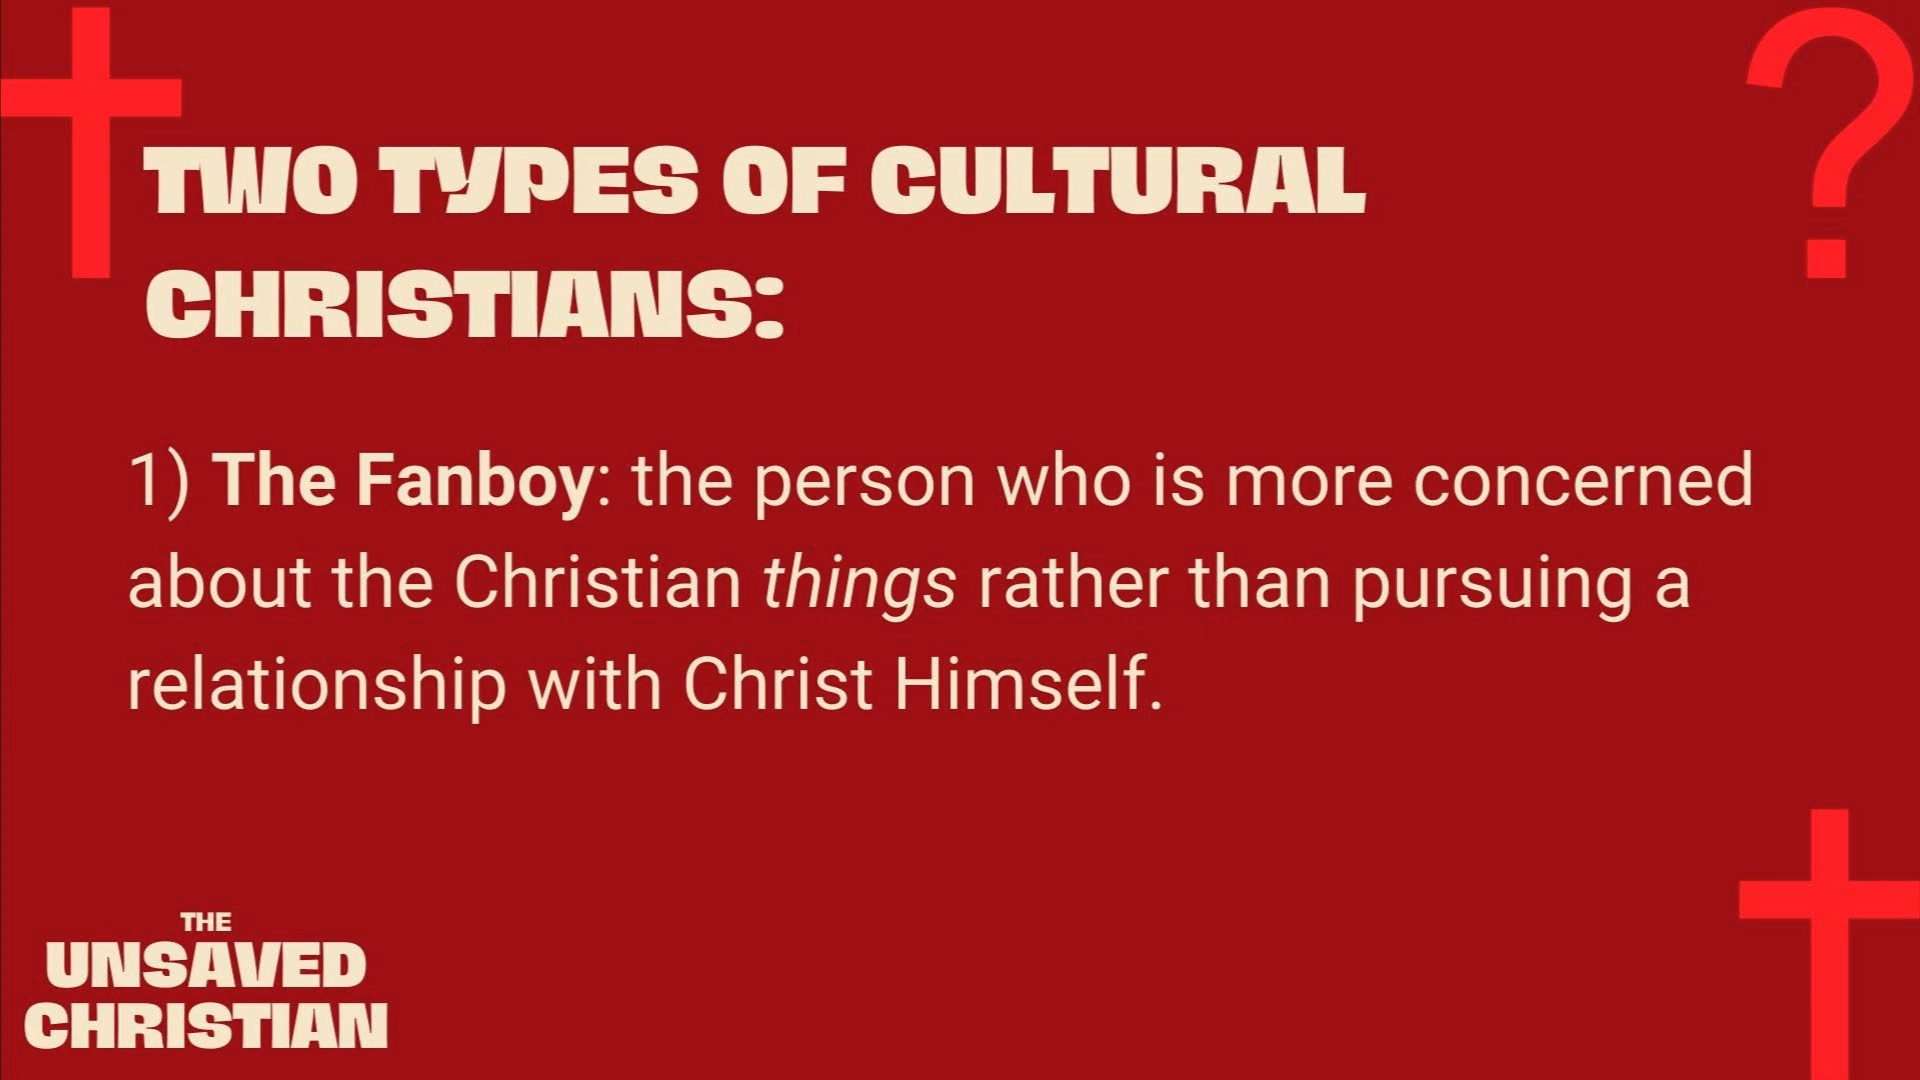 TWO TYPES OF CULTURAL
CHRISTIANS:
1) The Fanboy: the person who is more concerned
about the Christian things rather than pursuing a
relationship with Christ Himself.
THE
UNSAVED
CHRISTIAN
?